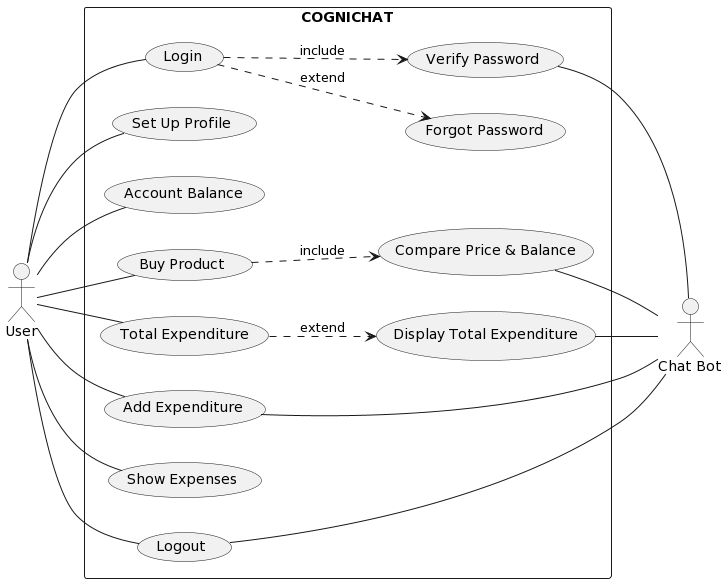 COGNICHAT
Login
include
Verify Password
extend
Set Up Profile
Forgot Password
Account Balance
Buy Product
include
Compare Price & Balance
User
Total Expenditure
extend
Display Total Expenditure
Chat Bot
Add Expenditure
Show Expenses
Logout